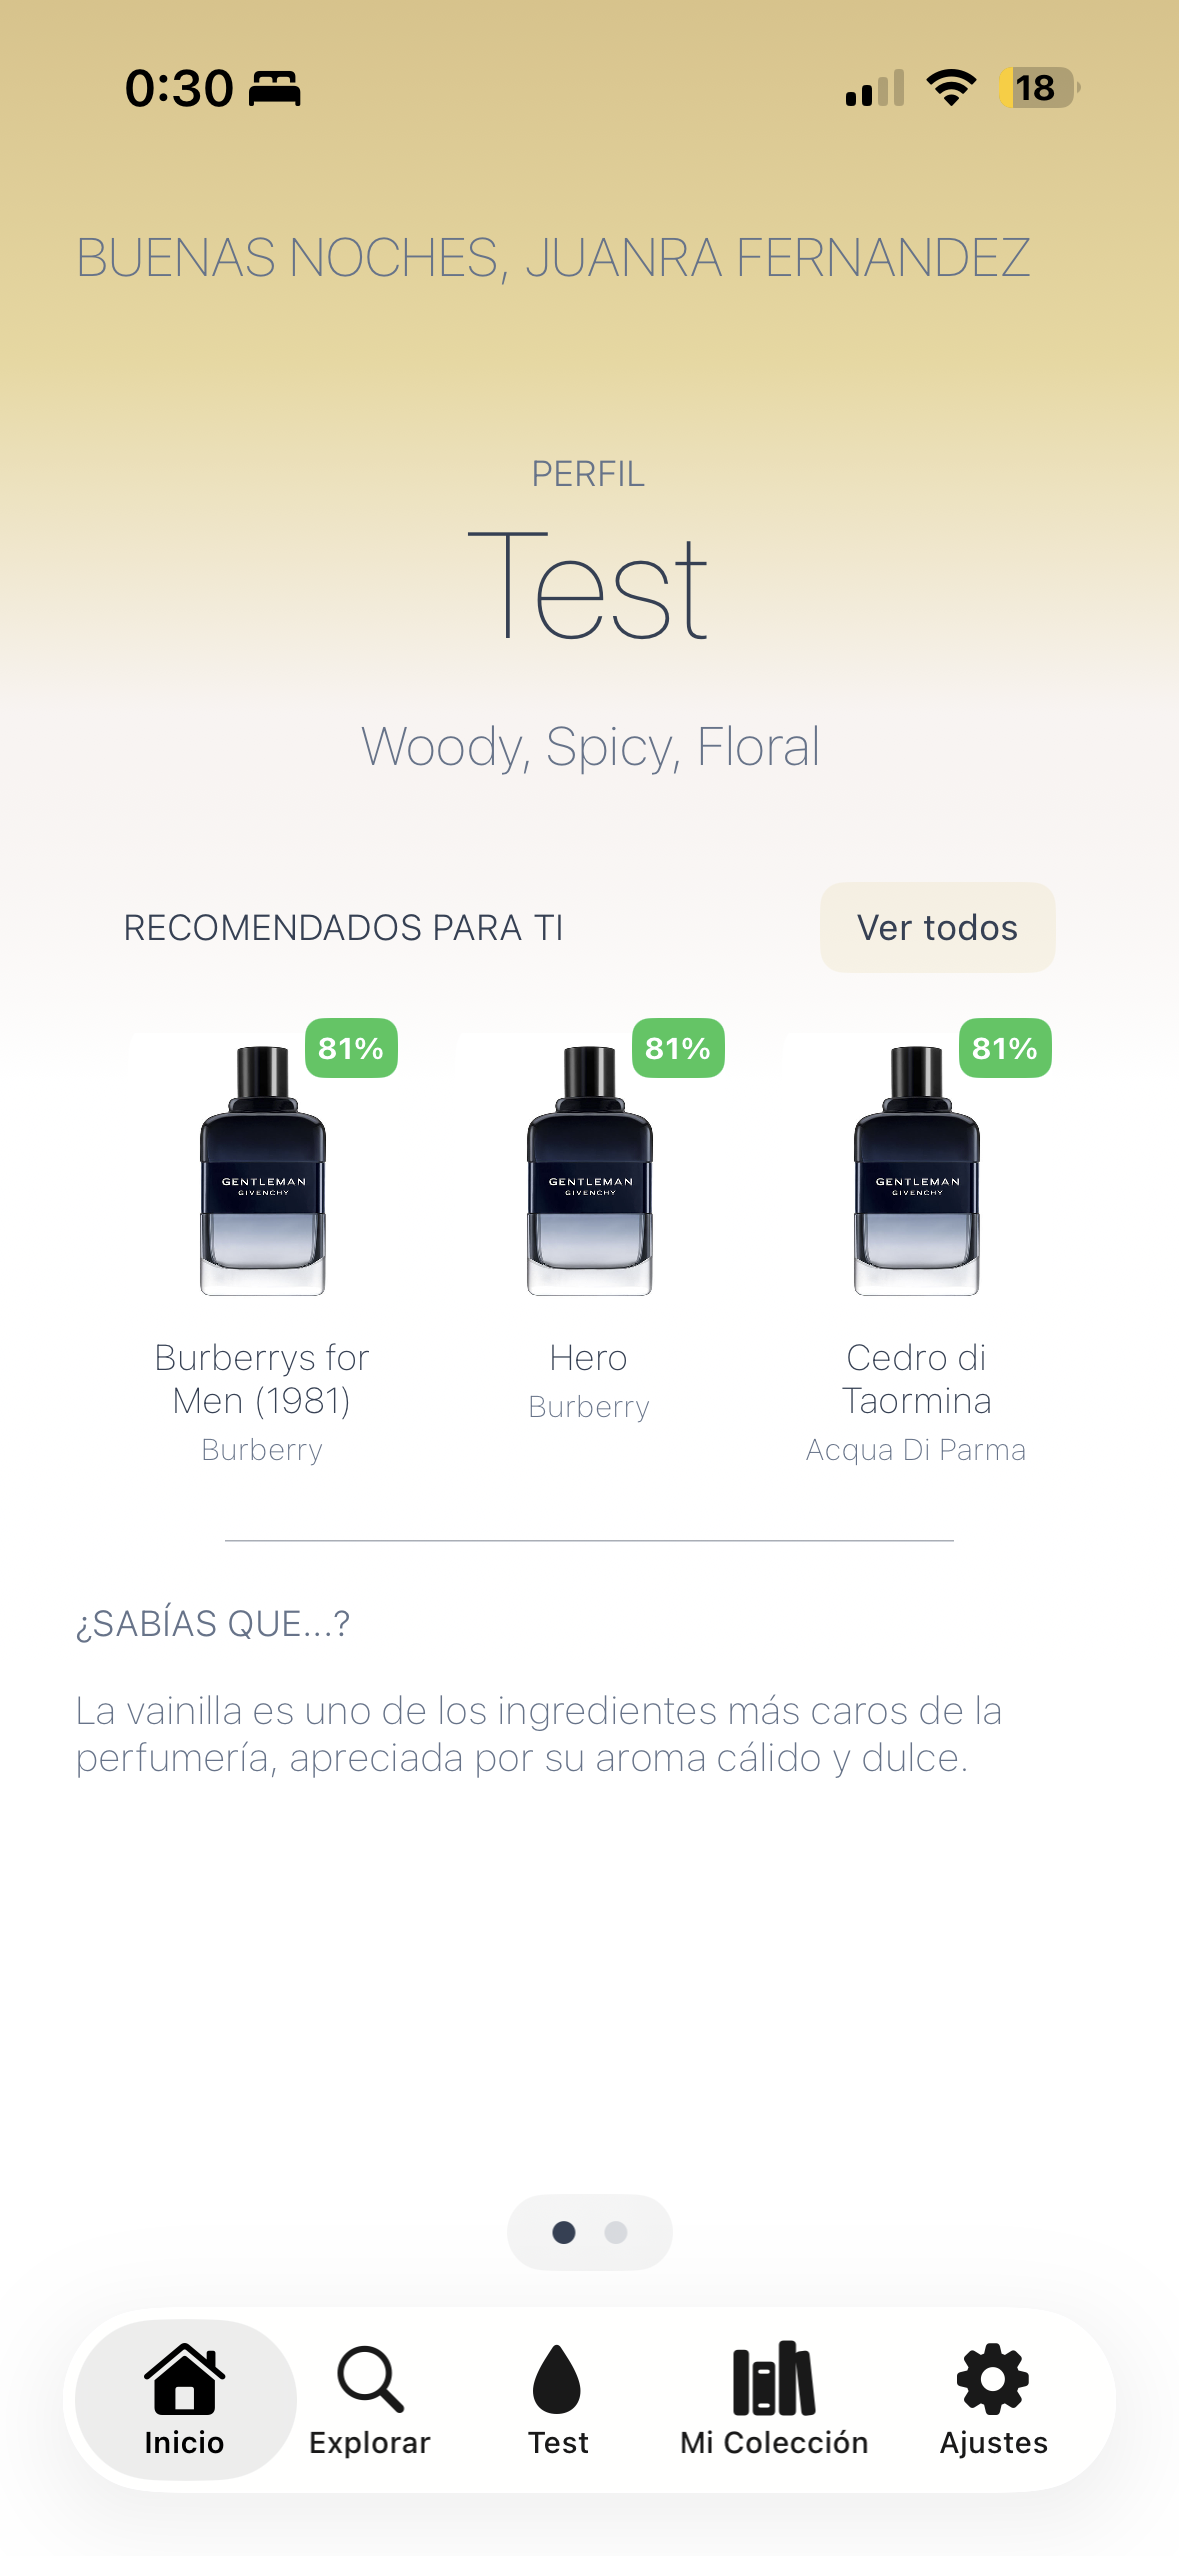 0:30
18
BUENAS NOCHES, JUANRA FERNANDEZ
PERFIL
Test
Woody, Spicy, Floral
RECOMENDADOS PARA TI
Ver todos
81%
81%
81%
GENTLEMAN
GIVENCHY
GENTLEMAN
GIVENCHY
GENTLEMAN
GIVENCHY
Burberrys for
Men (1981)
Burberry
Hero
Burberry
Cedro di
Taormina
Acqua Di Parma
¿SABÍAS QUE...?
La vainilla es uno de los ingredientes más caros de la
perfumería, apreciada por su aroma cálido y dulce.
Inicio
Explorar
Test
Mi Colección
Ajustes